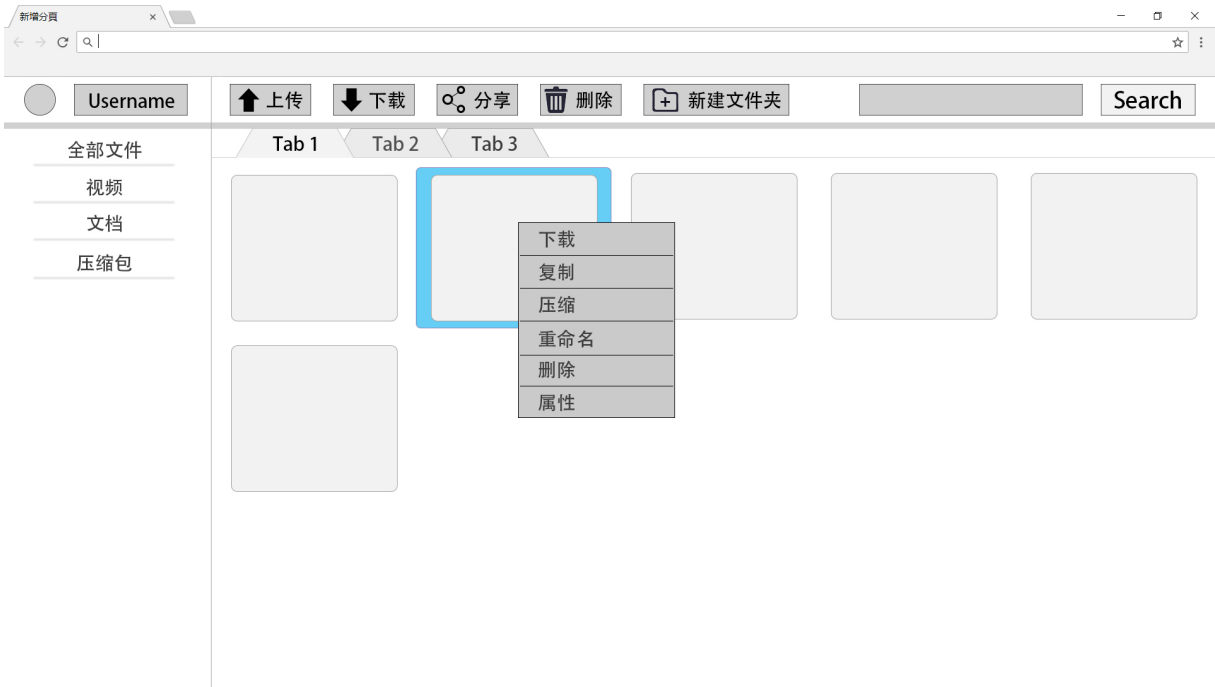 新增分頁
Username
上传
下载
分享
删除
新建文件夹
Search
全部文件
视频
文档
压缩包
Tab 1
Tab 2
Tab 3
下载
复制
压缩
重命名
删除
属性